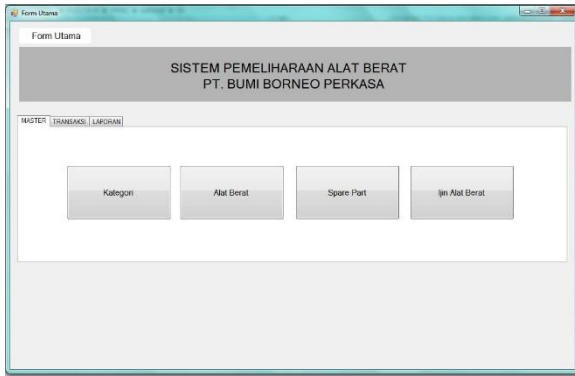 Form Utama
Form Utama
SISTEM PEMELIHARAAN ALAT BERAT
PT. BUMI BORNEO PERKASA
MASTER TRANSAKSI LAPORAN
Kategori Alat Berat Spare Part Ijin Alat Berat